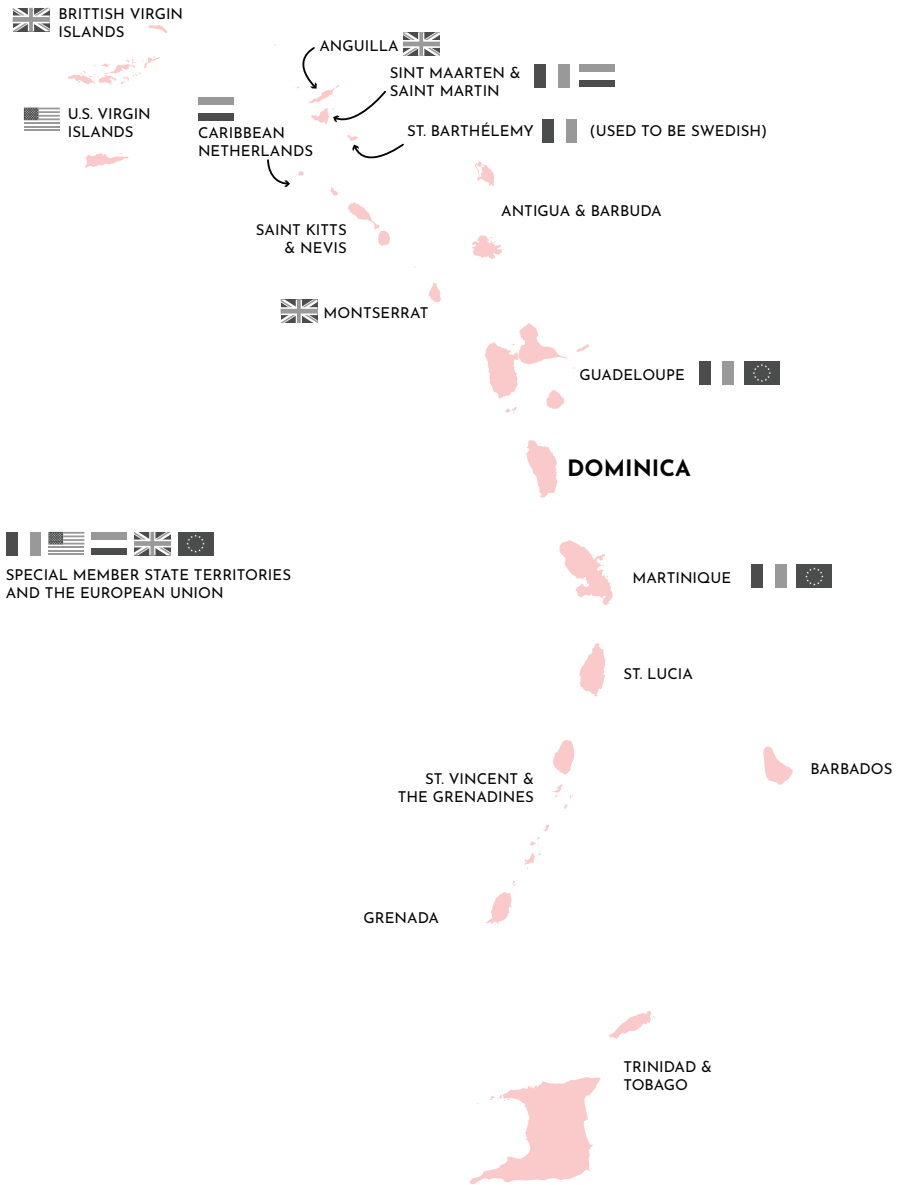 BRITTISH VIRGIN
ISLANDS
ANGUILLA
SINT MAARTEN &
SAINT MARTIN
U.S. VIRGIN
ISLANDS
CARIBBEAN
NETHERLANDS
ST. BARTHÉLEMY (USED TO BE SWEDISH)
ANTIGUA & BARBUDA
SAINT KITTS
& NEVIS
MONTSERRAT
GUADELOUPE
DOMINICA
SPECIAL MEMBER STATE TERRITORIES
AND THE EUROPEAN UNION
MARTINIQUE
ST. LUCIA
ST. VINCENT &
THE GRENADINES
BARBADOS
GRENADA
TRINIDAD &
TOBAGO